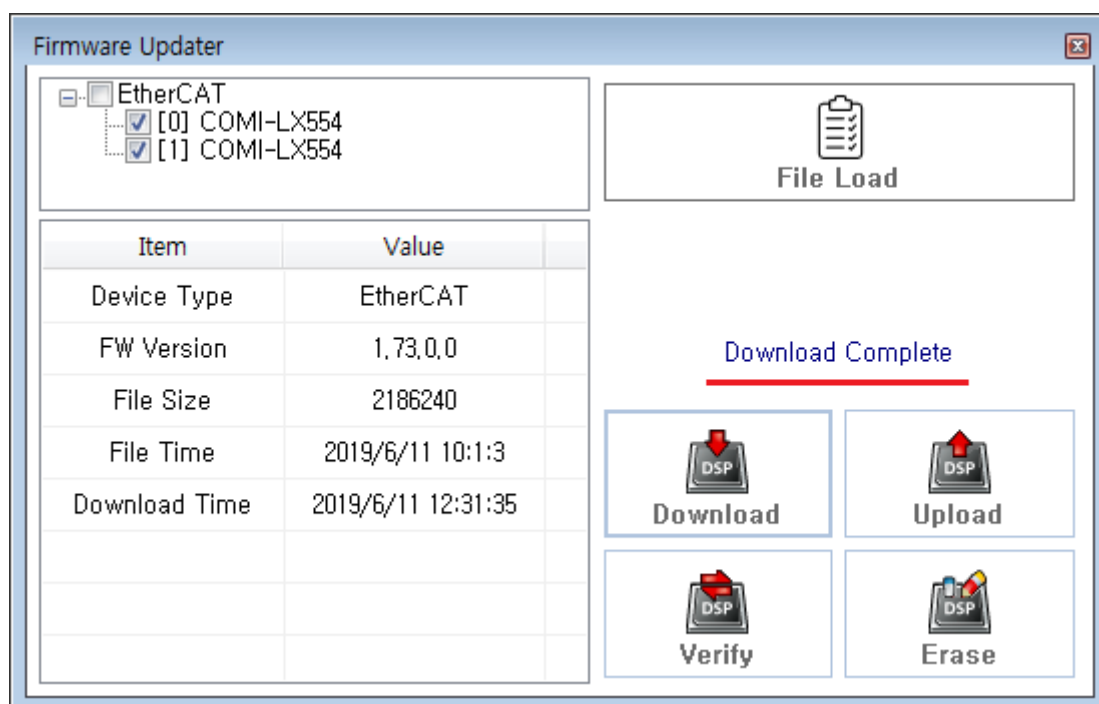 Firmware Updater
EtherCAT
[0] COMI-LX554
[1] COMI-LX554
File Load
Item Value
Device Type EtherCAT
FW Version 1,73,0,0
File Size 2186240
File Time 2019/6/11 10:1:3
Download Time 2019/6/11 12:31:35
Download Complete
DSP
Download
DSP
Upload
DSP
Verify
DSP
Erase